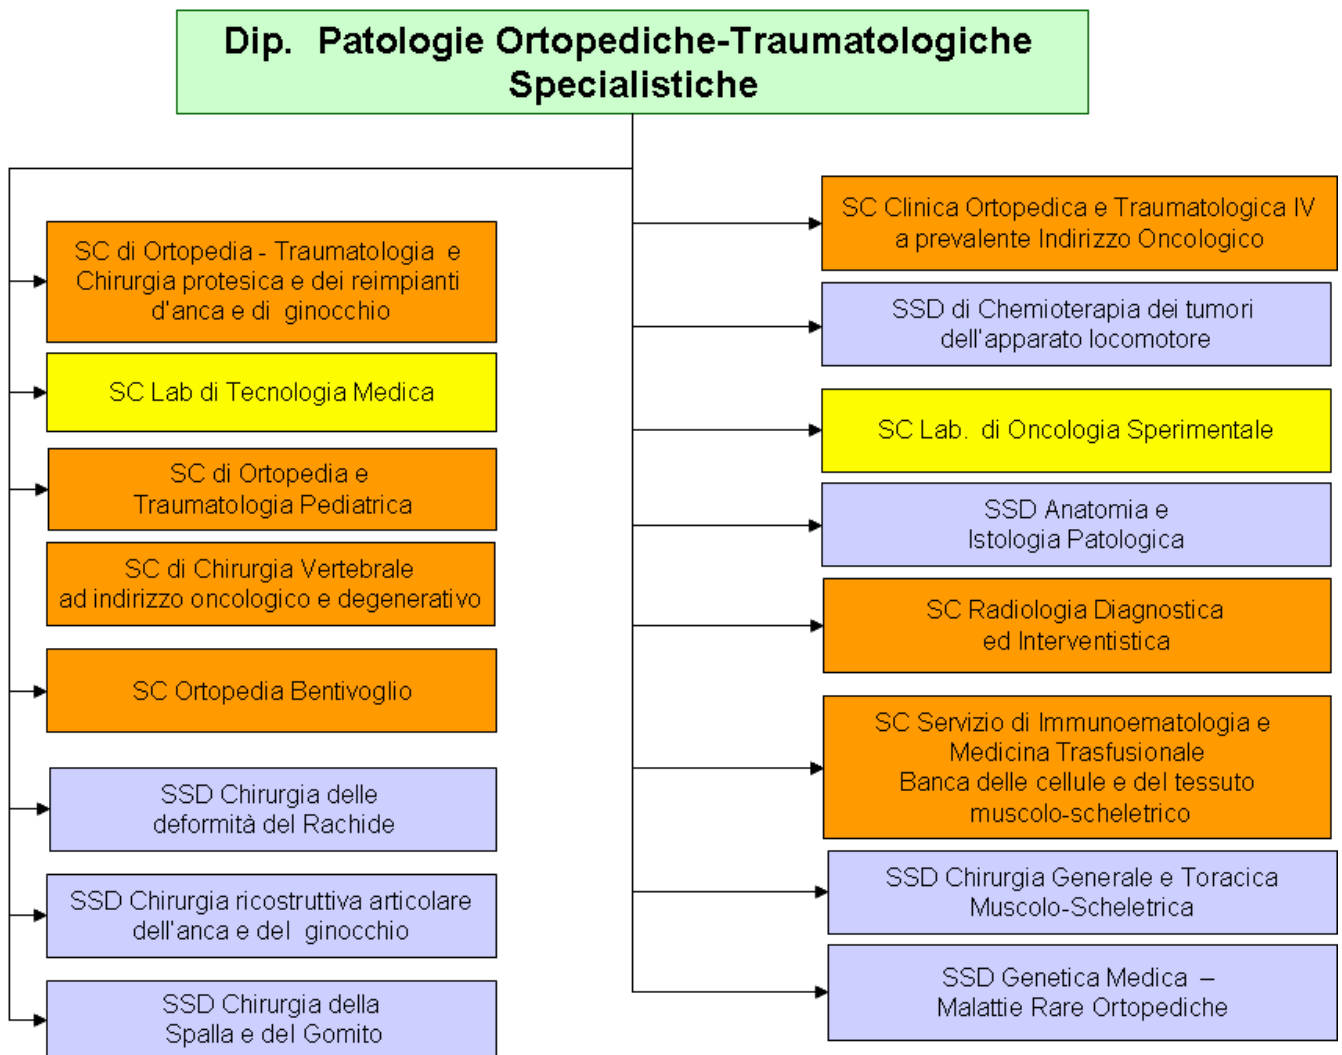 Dip. Patologie Ortopediche-Traumatologiche
Specialistiche
SC di Ortopedia - Traumatologia e
Chirurgia protesica e dei reimpianti
d'anca e di ginocchio
SC Lab di Tecnologia Medica
SC di Ortopedia e
Traumatologia Pediatrica
SC di Chirurgia Vertebrale
ad indirizzo oncologico e degenerativo
SC Ortopedia Bentivoglio
SSD Chirurgia delle
deformità del Rachide
SSD Chirurgia ricostruttiva articolare
dell'anca e del ginocchio
SSD Chirurgia della
Spalla e del Gomito
SC Clinica Ortopedica e Traumatologica IV
a prevalente Indirizzo Oncologico
SSD di Chemioterapia dei tumori
dell'apparato locomotore
SC Lab. di Oncologia Sperimentale
SSD Anatomia e
Istologia Patologica
SC Radiologia Diagnostica
ed Interventistica
SC Servizio di Immunoematologia e
Medicina Trasfusionale
Banca delle cellule e del tessuto
muscolo-scheletrico
SSD Chirurgia Generale e Toracica
Muscolo-Scheletrica
SSD Genetica Medica –
Malattie Rare Ortopediche